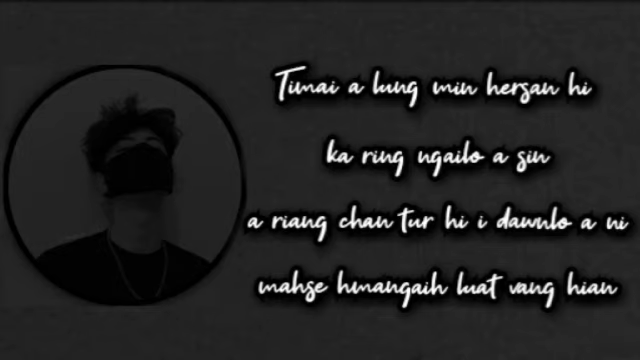 Timai a lung min hersan hi
ka ring ngailo a sin
a riang chan tur hi i dawnlo a ni
mahse hmangaih luat vang hian